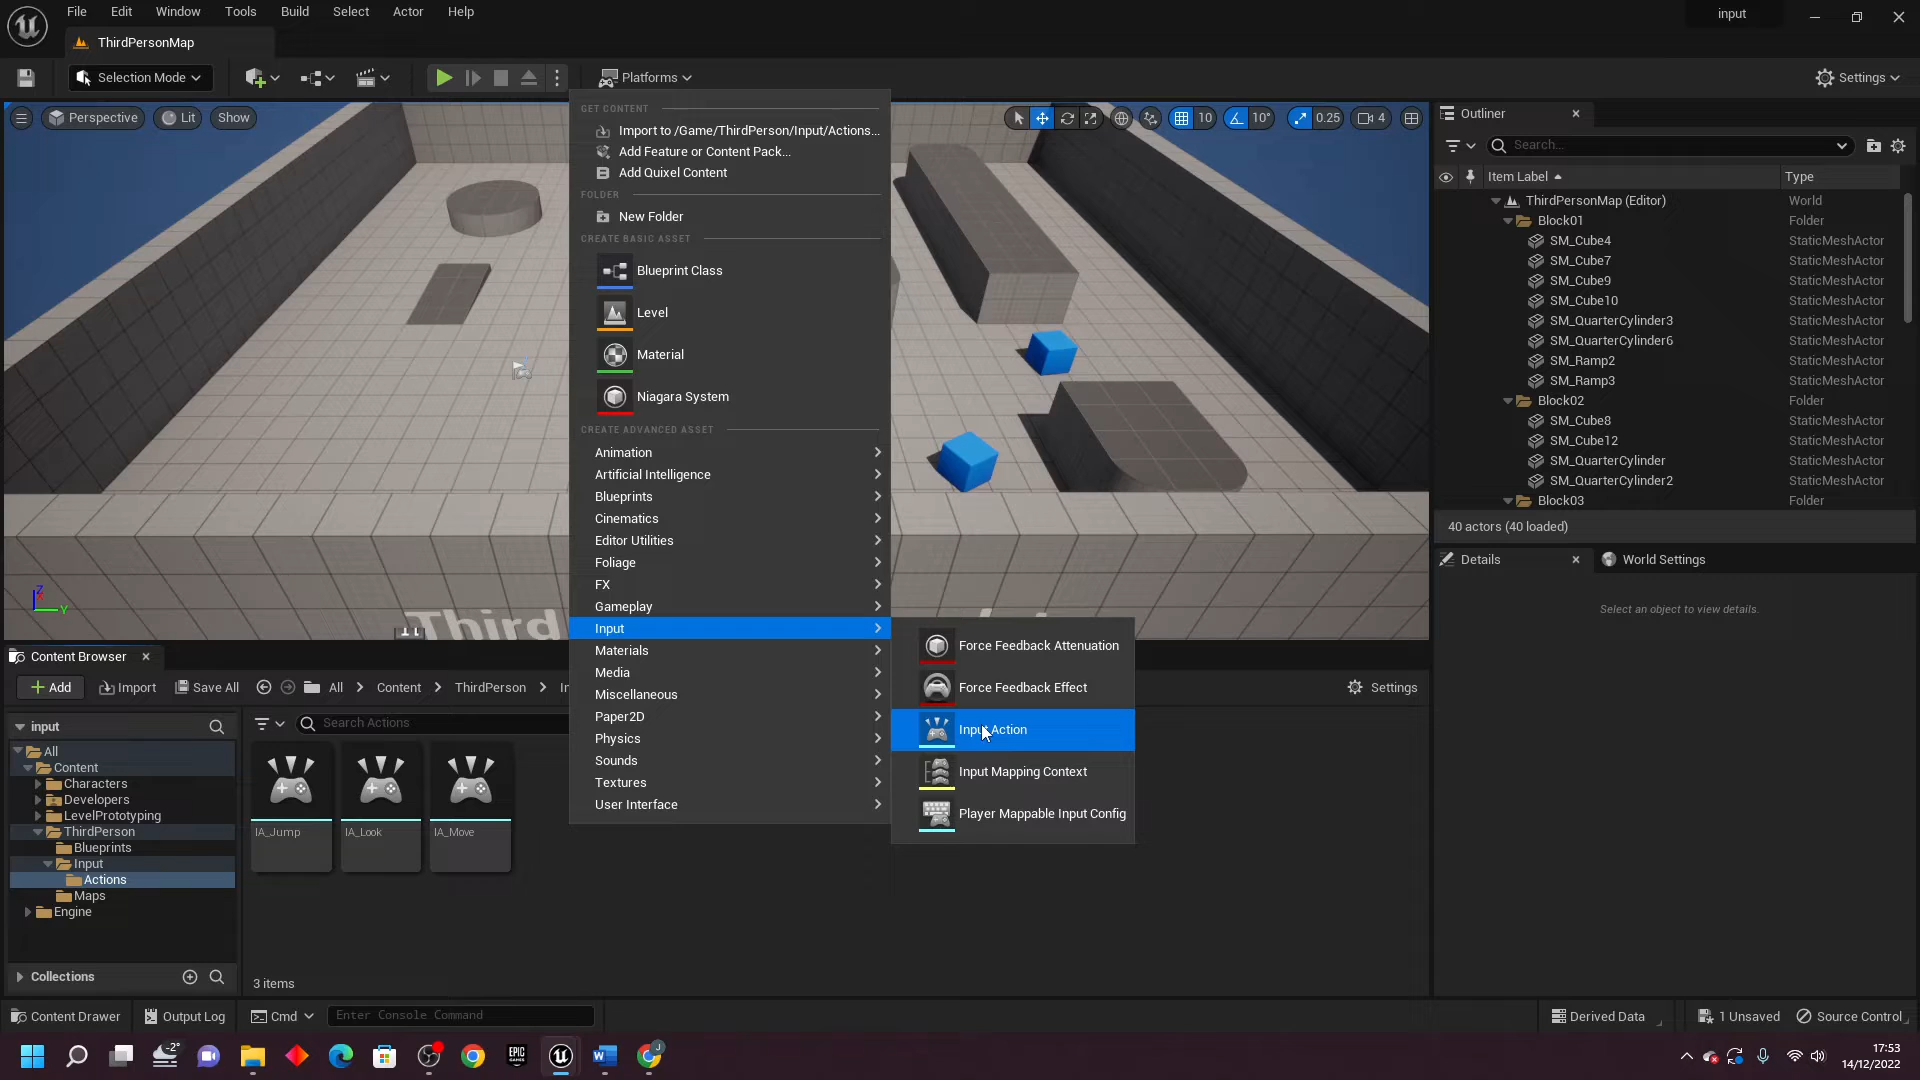 File Edit Window Tools Build Select Actor Help
input
ThirdPersonMap
Selection Mode
Platforms
Settings
Perspective Lit Show
10 10° 0.25 4
GET CONTENT
Import to /Game/ThirdPerson/Input/Actions...
Add Feature or Content Pack...
Add Quixel Content
FOLDER
New Folder
CREATE BASIC ASSET
Blueprint Class
Level
Material
Niagara System
CREATE ADVANCED ASSET
Animation
Artificial Intelligence
Blueprints
Cinematics
Editor Utilities
Foliage
FX
Gameplay
Input
Materials
Media
Miscellaneous
Paper2D
Physics
Sounds
Textures
User Interface
Force Feedback Attenuation
Force Feedback Effect
Input Action
Input Mapping Context
Player Mappable Input Config
Third
Z
Y
Outliner
Search...
Item Label Type
ThirdPersonMap (Editor) World
Block01 Folder
SM_Cube4 StaticMeshActor
SM_Cube7 StaticMeshActor
SM_Cube9 StaticMeshActor
SM_Cube10 StaticMeshActor
SM_QuarterCylinder3 StaticMeshActor
SM_QuarterCylinder6 StaticMeshActor
SM_Ramp2 StaticMeshActor
SM_Ramp3 StaticMeshActor
Block02 Folder
SM_Cube8 StaticMeshActor
SM_Cube12 StaticMeshActor
SM_QuarterCylinder StaticMeshActor
SM_QuarterCylinder2 StaticMeshActor
Block03 Folder
40 actors (40 loaded)
Details World Settings
Select an object to view details.
Content Browser
Add Import Save All All Content ThirdPerson In
Settings
input
Search Actions
All
Content
Characters
Developers
LevelPrototyping
ThirdPerson
Blueprints
Input
Actions
Maps
Engine
IA_Jump IA_Look IA_Move
Collections
3 items
Content Drawer Output Log Cmd Enter Console Command
Derived Data 1 Unsaved Source Control
-2°
EPIC
GAMES
J
17:53
14/12/2022